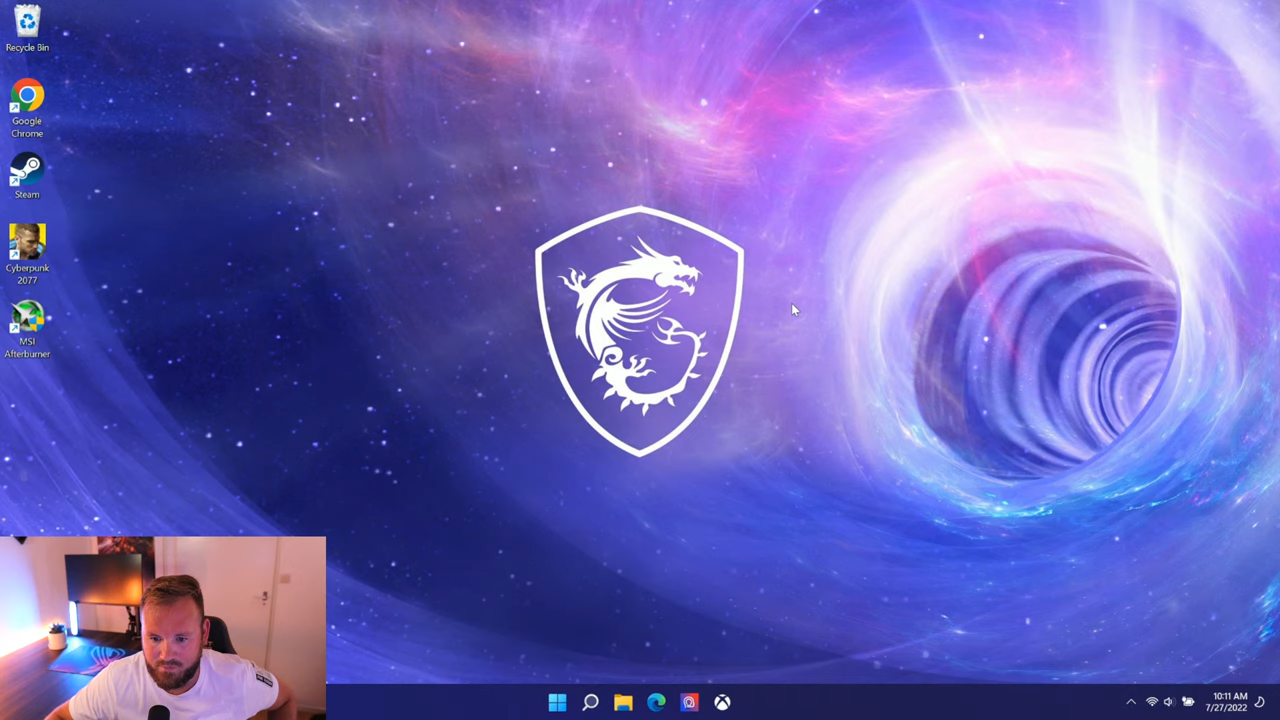 Recycle Bin
Google
Chrome
Steam
Cyberpunk
2077
MSI
Afterburner
10:11 AM
7/27/2022